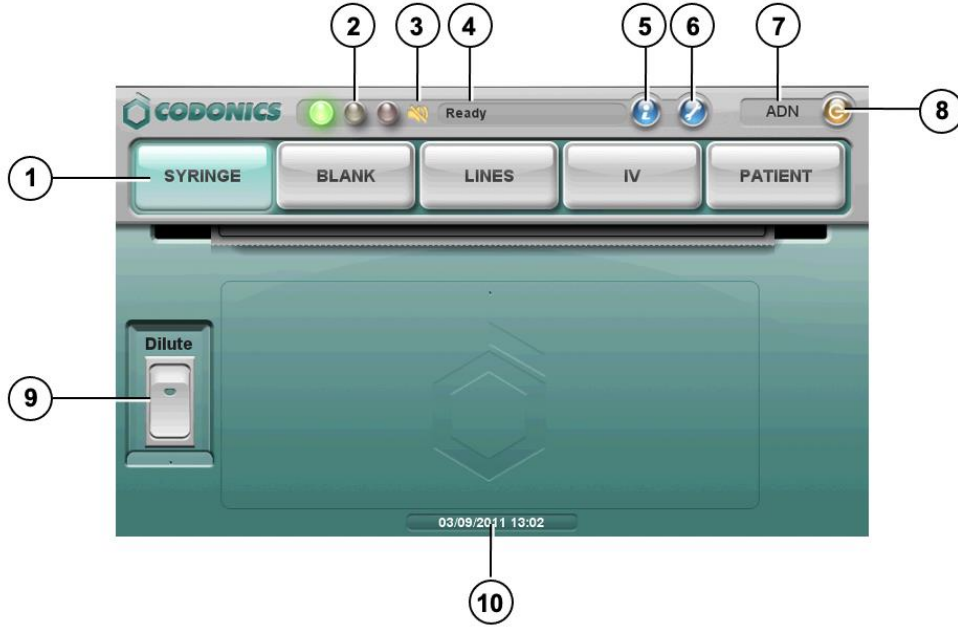 2 3 4 5 6 7
CODONICS Ready ADN 8
1 SYRINGE BLANK LINES IV PATIENT
Dilute
9
03/09/2011 13:02
10